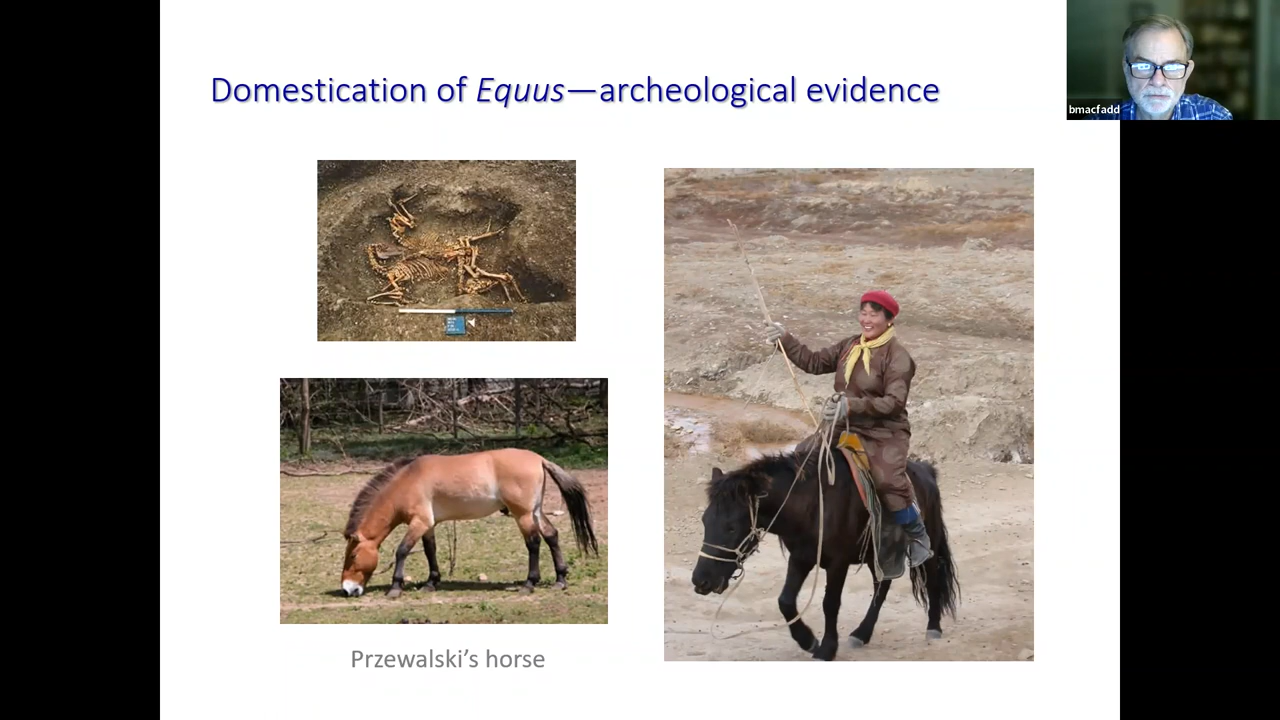 Domestication of Equus—archeological evidence
bmacfadd
Przewalski’s horse